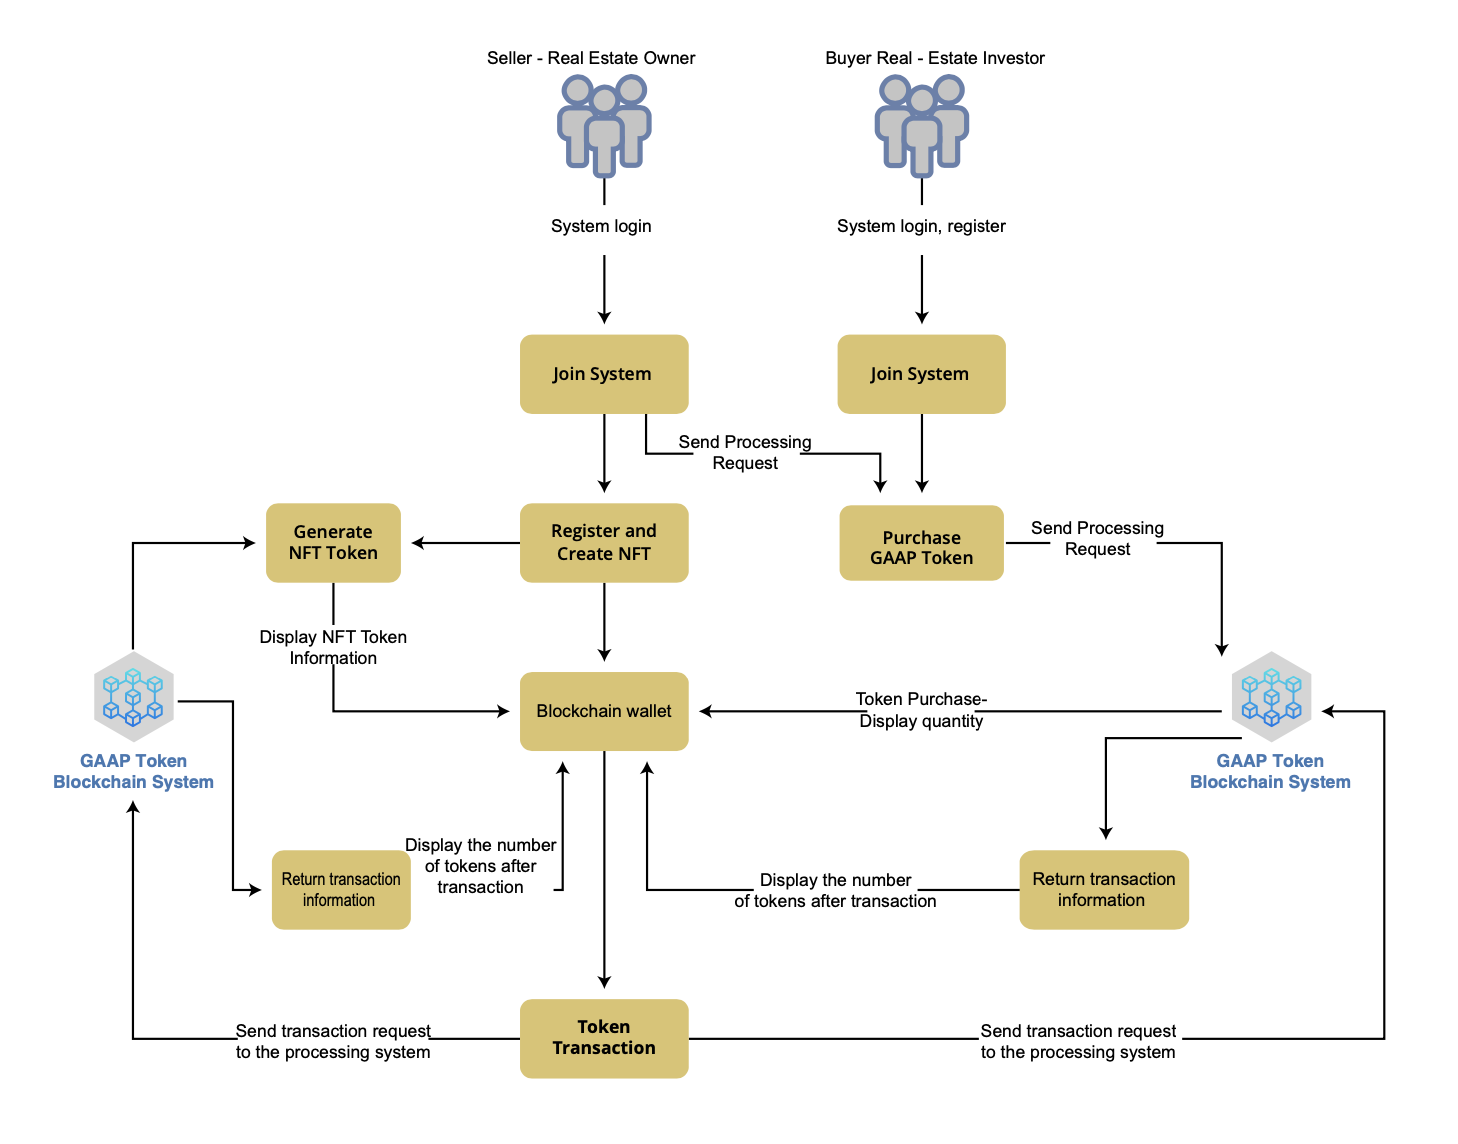 Seller - Real Estate Owner
Buyer Real - Estate Investor
System login
System login, register
Join System
Join System
Send Processing
Request
Generate
NFT Token
Register and
Create NFT
Purchase
GAAP Token
Send Processing
Request
Display NFT Token
Information
Blockchain wallet
Token Purchase-
Display quantity
GAAP Token
Blockchain System
GAAP Token
Blockchain System
Return transaction
information
Display the number
of tokens after
transaction
Display the number
of tokens after transaction
Return transaction
information
Send transaction request
to the processing system
Token
Transaction
Send transaction request
to the processing system